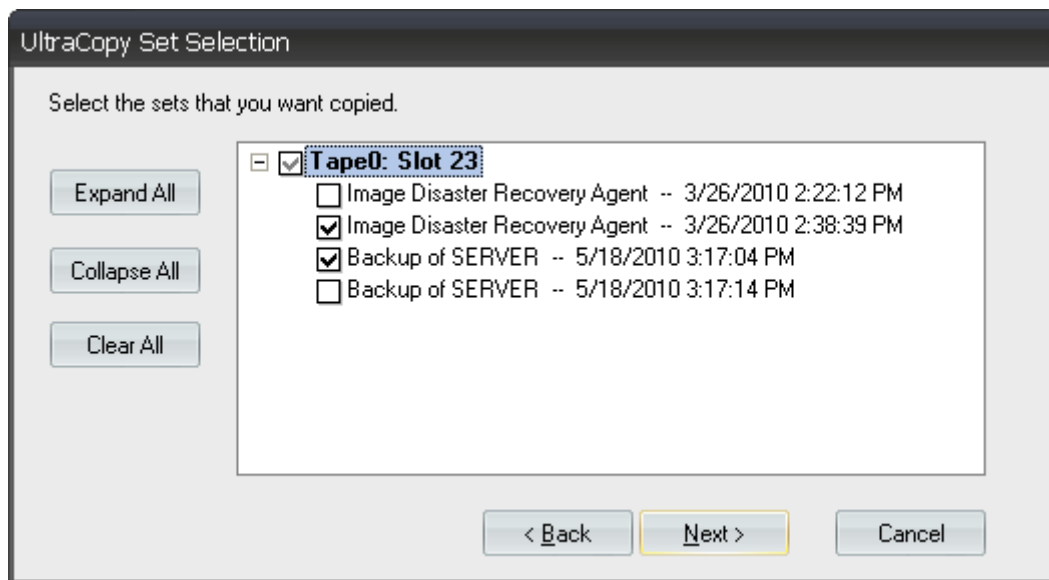 UltraCopy Set Selection
Select the sets that you want copied.
Expand All
Collapse All
Clear All
Tape0: Slot 23
Image Disaster Recovery Agent -- 3/26/2010 2:22:12 PM
Image Disaster Recovery Agent -- 3/26/2010 2:38:39 PM
Backup of SERVER -- 5/18/2010 3:17:04 PM
Backup of SERVER -- 5/18/2010 3:17:14 PM
< Back
Next >
Cancel